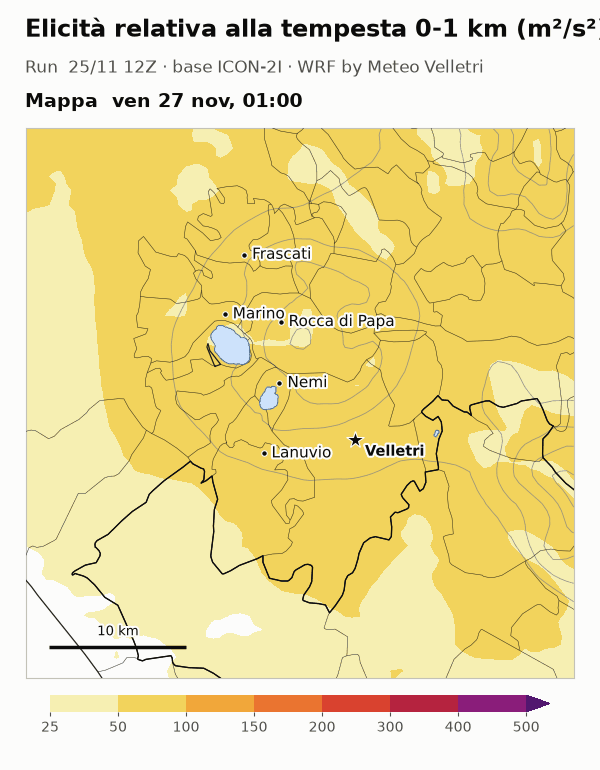 Elicità relativa alla tempesta 0-1 km (m²/s²)
Run  25/11 12Z · base ICON-2I · WRF by Meteo Velletri
Mappa  ven 27 nov, 01:00
Frascati
Marino
Rocca di Papa
Nemi
Velletri
Lanuvio
10 km
25 50 100 150 200 300 400 500